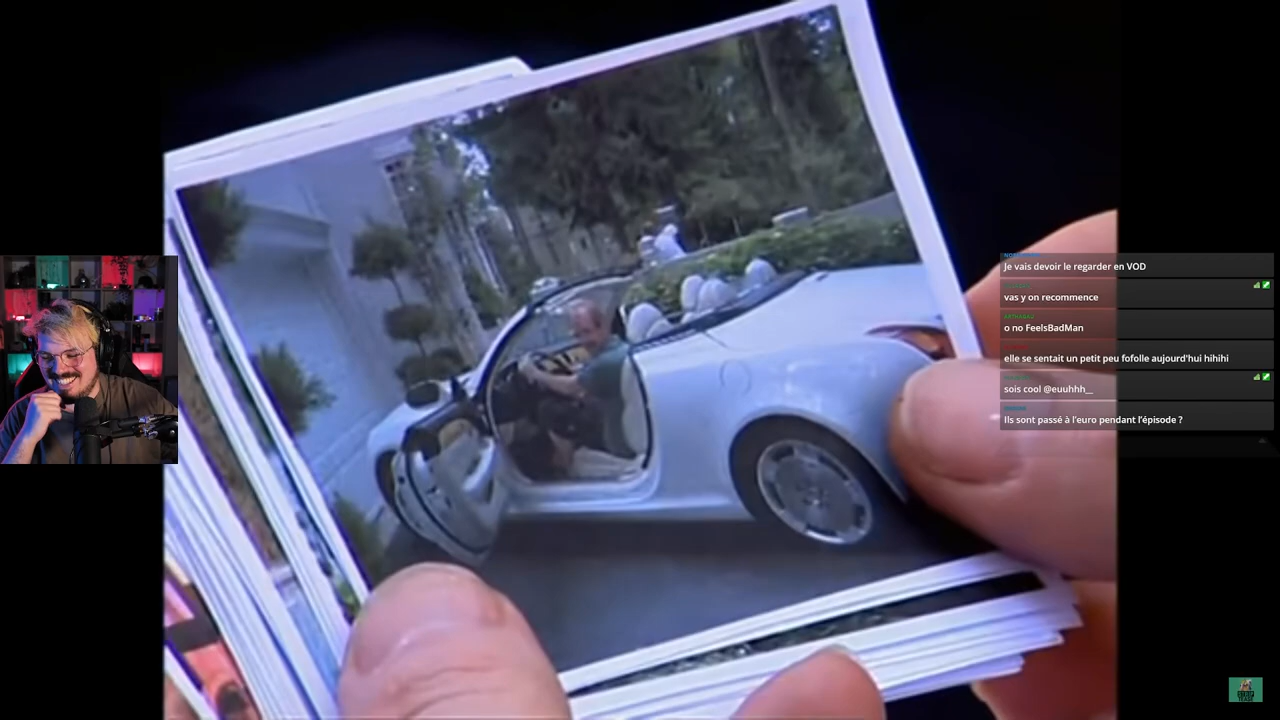 Je vais devoir le regarder en VOD
vas y on recommence
o no FeelsBadMan
elle se sentait un petit peu fofolle aujourd'hui hihihi
sois cool @euuhhh__
Ils sont passé à l'euro pendant l'épisode ?